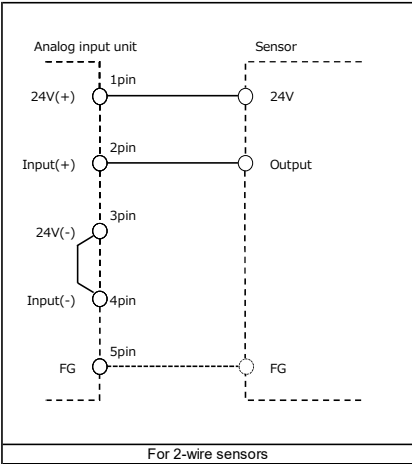 Analog input unit Sensor
1pin
24V(+) 24V
2pin
Input(+) Output
3pin
24V(-)
Input(-) 4pin
5pin
FG FG
For 2-wire sensors